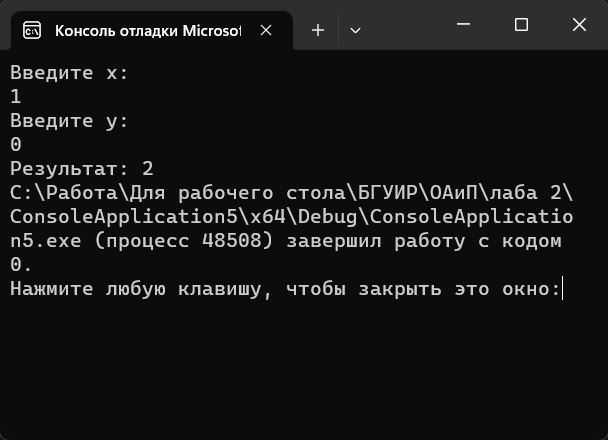 Консоль отладки Microsof
Введите x:
1
Введите y:
0
Результат: 2
C:\Работа\Для рабочего стола\БГУИР\ОАиП\лаба 2\
ConsoleApplication5\x64\Debug\ConsoleApplicatio
n5.exe (процесс 48508) завершил работу с кодом
0.
Нажмите любую клавишу, чтобы закрыть это окно: